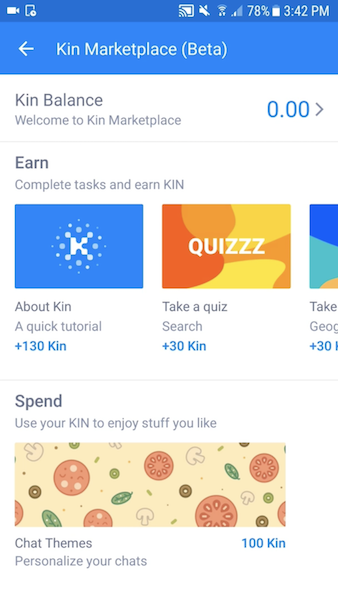 78% 3:42 PM
Kin Marketplace (Beta)
Kin Balance
Welcome to Kin Marketplace
0.00
Earn
Complete tasks and earn KIN
K
QUIZZZ
About Kin
A quick tutorial
+130 Kin
Take a quiz
Search
+30 Kin
Take
Geog
+30
Spend
Use your KIN to enjoy stuff you like
Chat Themes
100 Kin
Personalize your chats